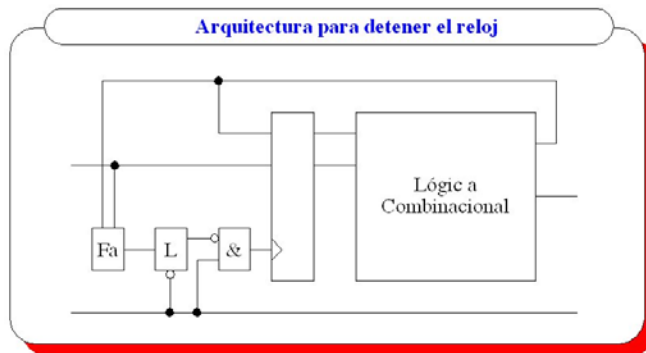 Arquitectura para detener el reloj
Lógic a
Combinacional
Fa
L
&